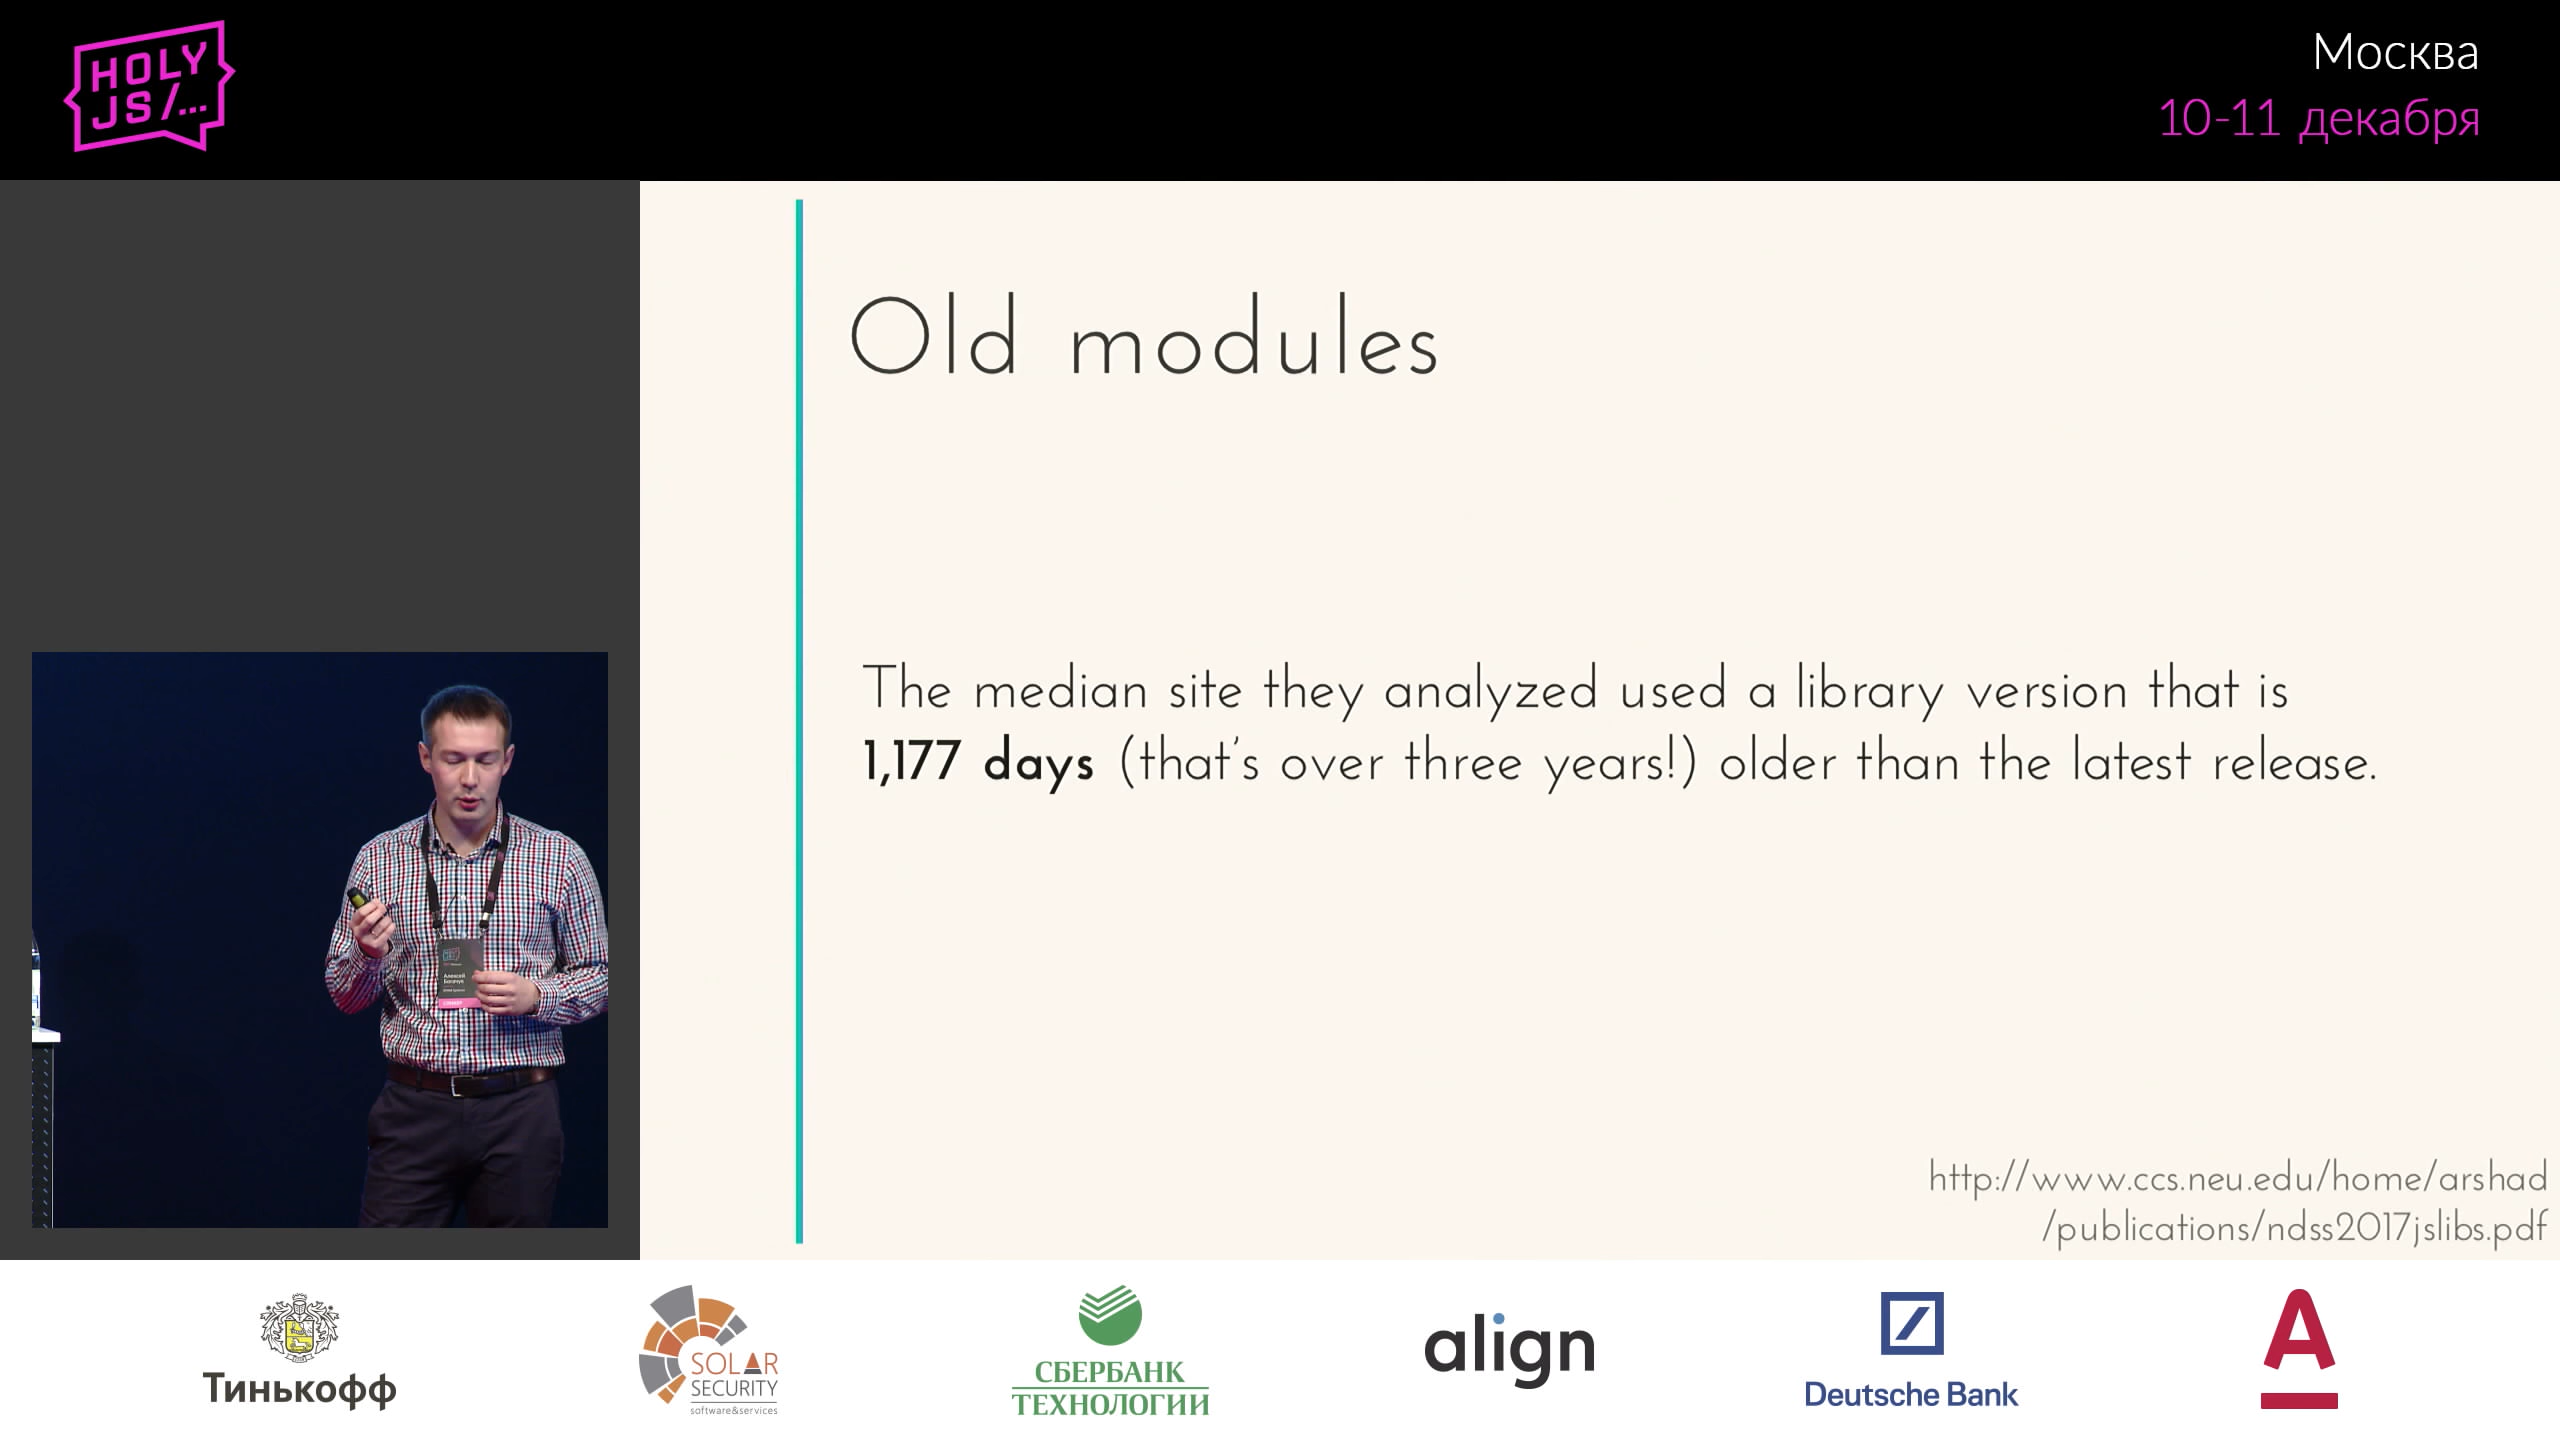 HOLY
JS/...
Москва
10-11 декабря
Old modules
The median site they analyzed used a library version that is
1,177 days (that's over three years!) older than the latest release.
http://www.ccs.neu.edu/home/arshad
/publications/ndss2017jslibs.pdf
Алексей
Богачук
Тинькофф
SOLAR
SECURITY
software&services
СБЕРБАНК
ТЕХНОЛОГИИ
align
Deutsche Bank
А